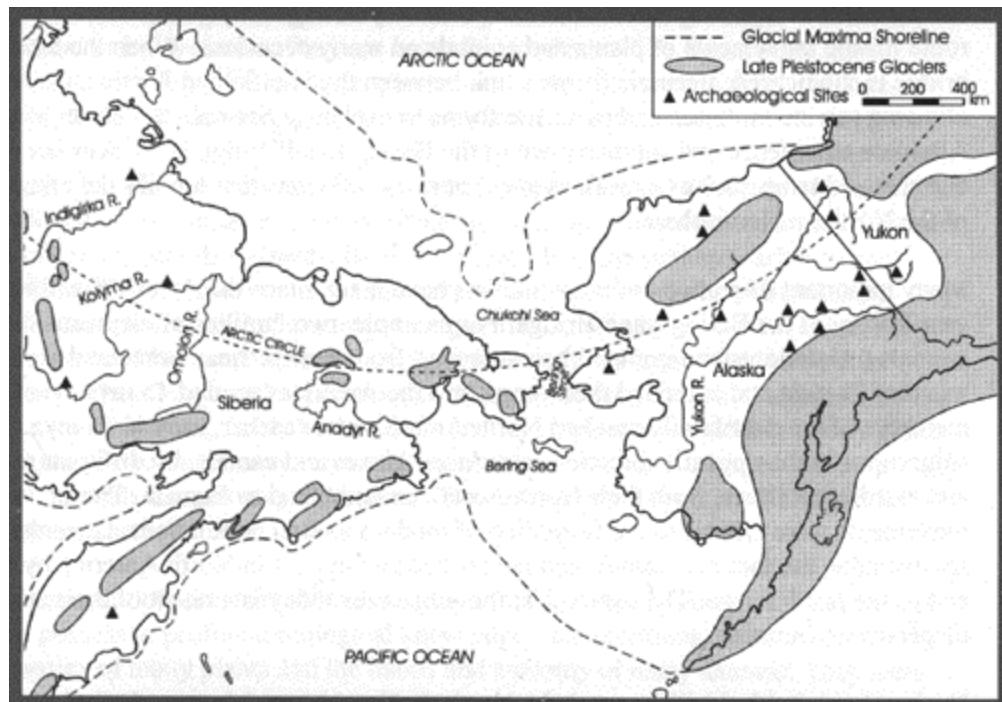 ARCTIC OCEAN
Glacial Maxima Shoreline
Late Pleistocene Glaciers
Archaeological Sites
0 200 400
km
Indigirka R.
Kolyma R.
Omolon R.
ARCTIC CIRCLE
Siberia
Anadyr R.
Chukchi Sea
Bering Sea
Yukon
Alaska
Yukon R.
PACIFIC OCEAN